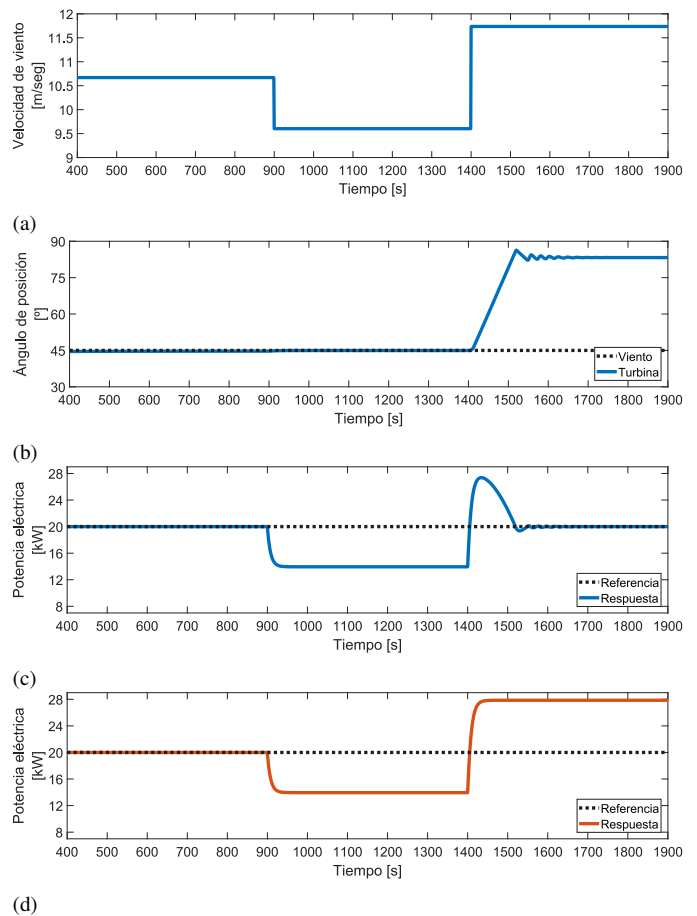 Velocidad de viento
[m/seg]
12
11.5
11
10.5
10
9.5
9
400 500 600 700 800 900 1000 1100 1200 1300 1400 1500 1600 1700 1800 1900
Tiempo [s]
(a)
Ángulo de posición
[º]
90
75
60
45
30
Viento
Turbina
400 500 600 700 800 900 1000 1100 1200 1300 1400 1500 1600 1700 1800 1900
Tiempo [s]
(b)
Potencia eléctrica
[kW]
28
24
20
16
12
8
Referencia
Respuesta
400 500 600 700 800 900 1000 1100 1200 1300 1400 1500 1600 1700 1800 1900
Tiempo [s]
(c)
Potencia eléctrica
[kW]
28
24
20
16
12
8
Referencia
Respuesta
400 500 600 700 800 900 1000 1100 1200 1300 1400 1500 1600 1700 1800 1900
Tiempo [s]
(d)